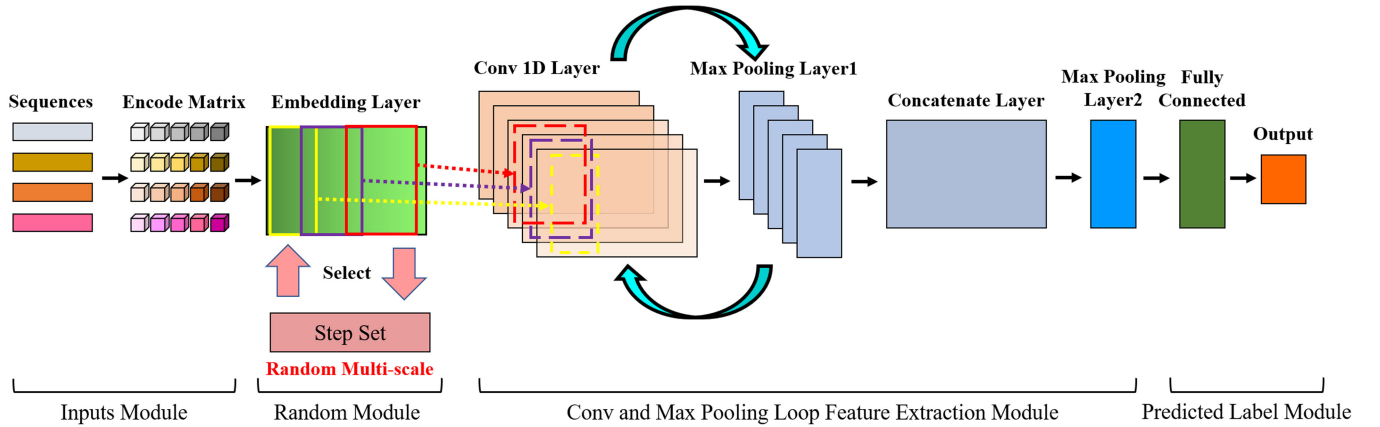 Sequences
Encode Matrix
Embedding Layer
Conv 1D Layer
Max Pooling Layer1
Concatenate Layer
Max Pooling
Layer2
Fully
Connected
Output
Select
Step Set
Random Multi-scale
Inputs Module
Random Module
Conv and Max Pooling Loop Feature Extraction Module
Predicted Label Module